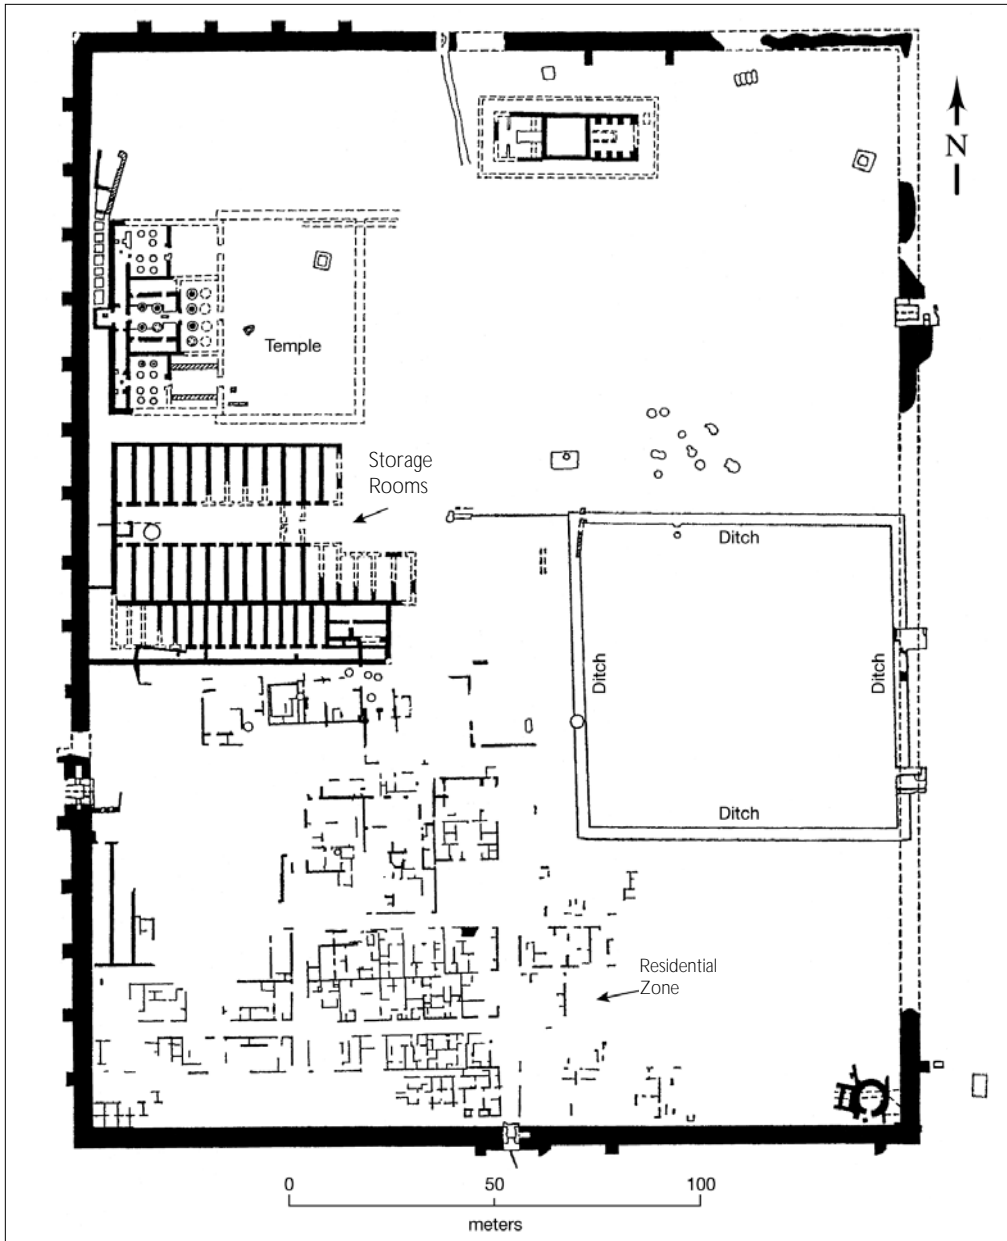 N
Temple
Storage
Rooms
Ditch
Ditch
Ditch
Ditch
Residential
Zone
0
50
100
meters